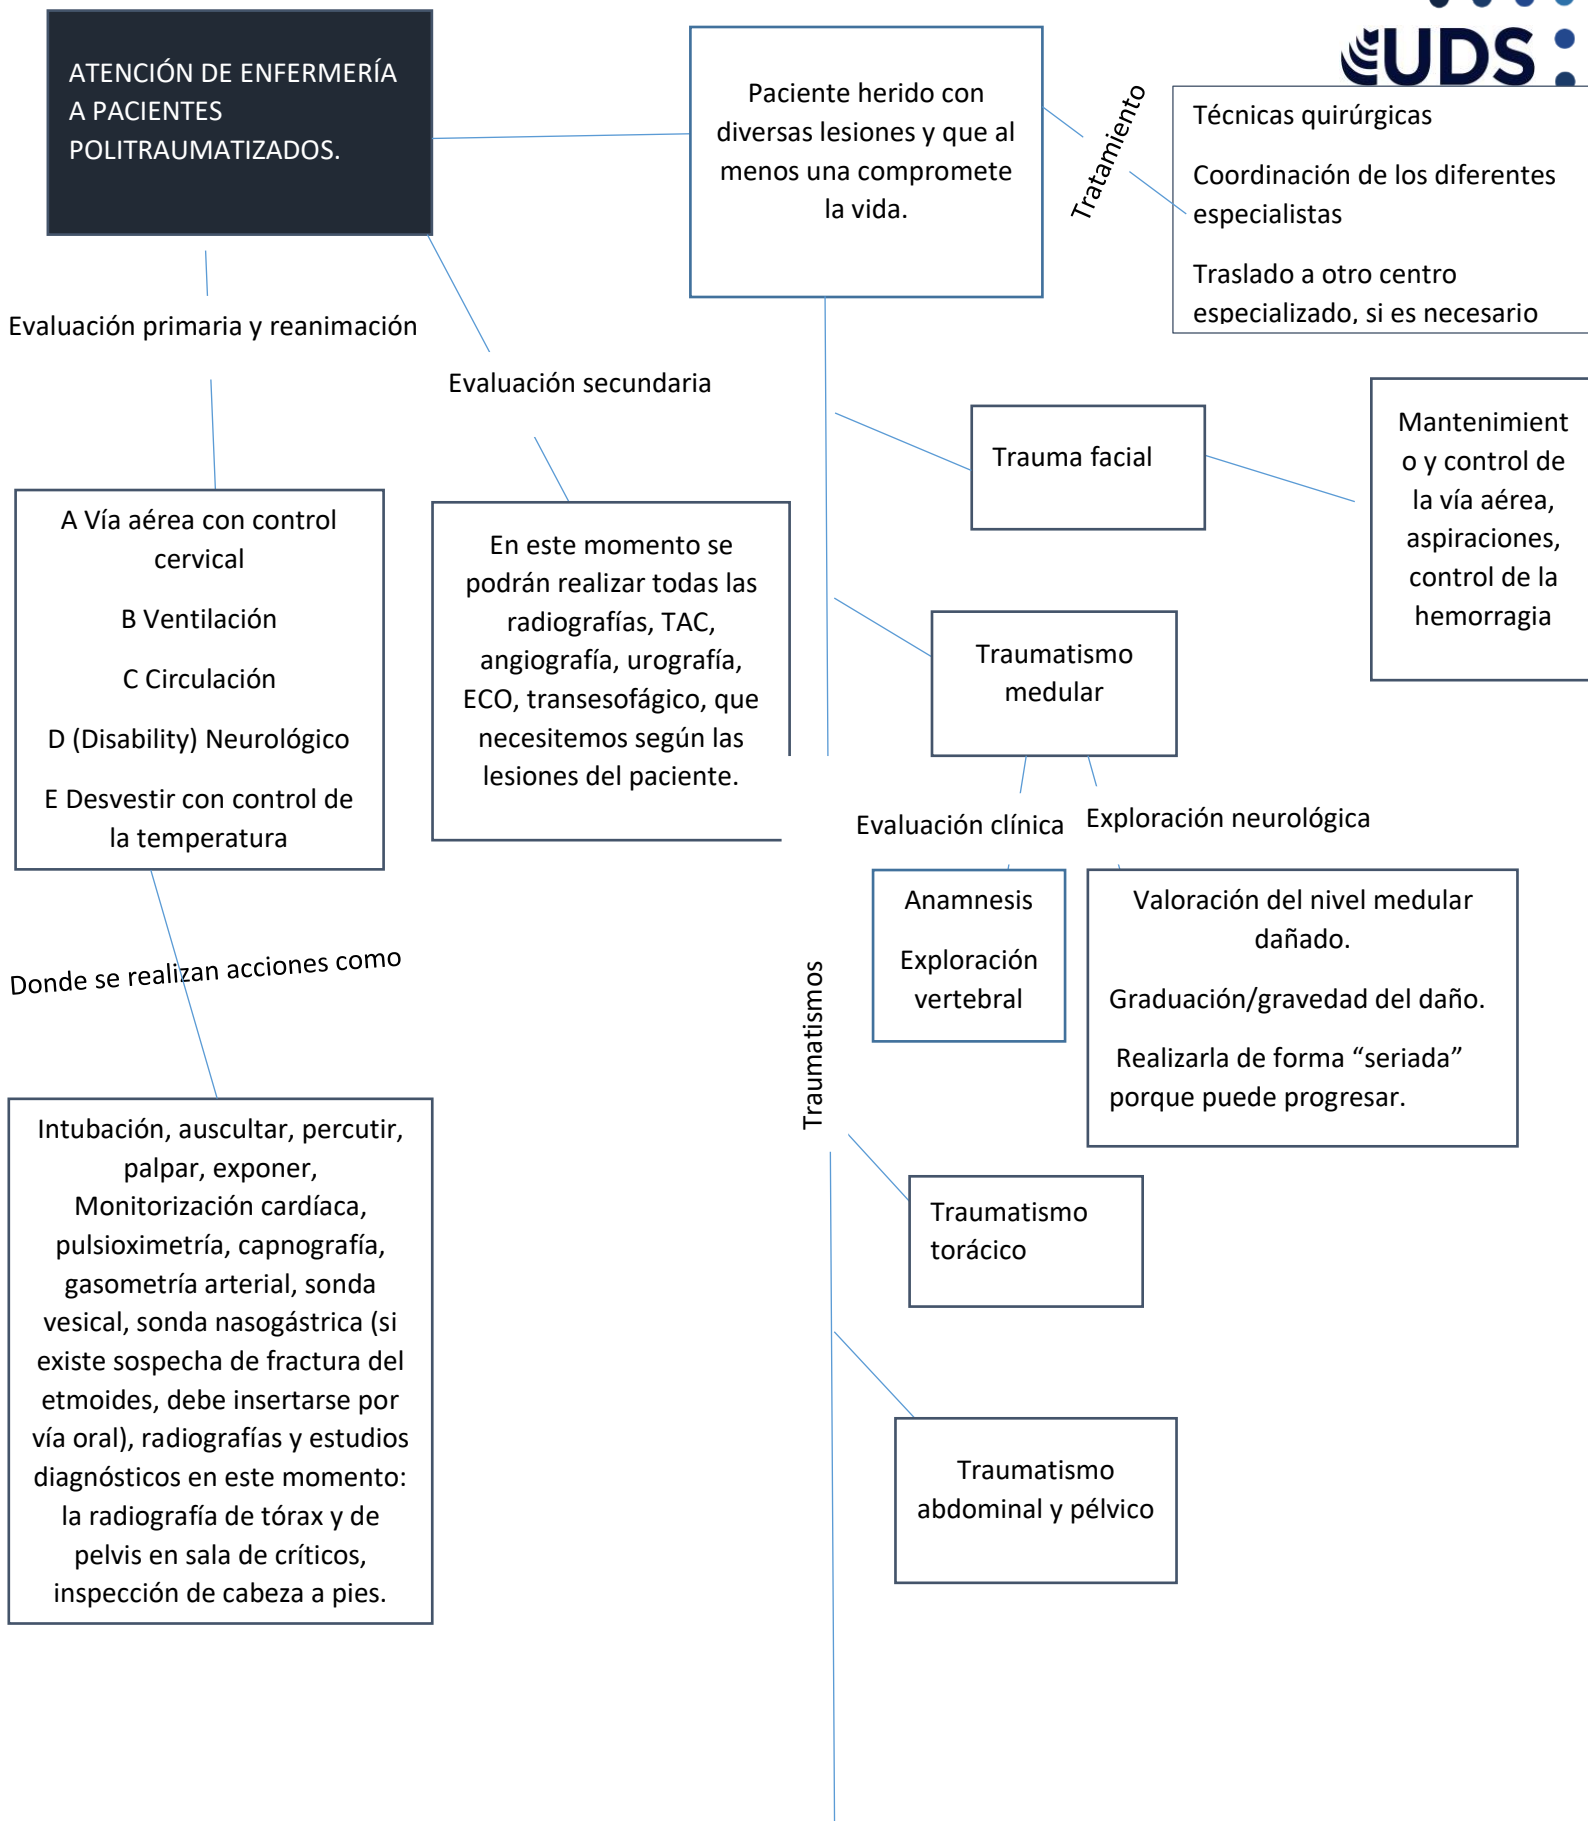 UDS
ATENCIÓN DE ENFERMERÍA
A PACIENTES
POLITRAUMATIZADOS.
Paciente herido con
diversas lesiones y que al
menos una compromete
la vida.
Tratamiento
Técnicas quirúrgicas
Coordinación de los diferentes
especialistas
Traslado a otro centro
especializado, si es necesario
Evaluación primaria y reanimación
Evaluación secundaria
Trauma facial
Mantenimient
o y control de
la vía aérea,
aspiraciones,
control de la
hemorragia
A Vía aérea con control
cervical
B Ventilación
C Circulación
D (Disability) Neurológico
E Desvestir con control de
la temperatura
En este momento se
podrán realizar todas las
radiografías, TAC,
angiografía, urografía,
ECO, transesofágico, que
necesitemos según las
lesiones del paciente.
Traumatismo
medular
Evaluación clínica
Exploración neurológica
Anamnesis
Exploración
vertebral
Valoración del nivel medular
dañado.
Graduación/gravedad del daño.
Realizarla de forma “seriada”
porque puede progresar.
Donde se realizan acciones como
Traumatismos
Intubación, auscultar, percutir,
palpar, exponer,
Monitorización cardíaca,
pulsioximetría, capnografía,
gasometría arterial, sonda
vesical, sonda nasogástrica (si
existe sospecha de fractura del
etmoides, debe insertarse por
vía oral), radiografías y estudios
diagnósticos en este momento:
la radiografía de tórax y de
pelvis en sala de críticos,
inspección de cabeza a pies.
Traumatismo
torácico
Traumatismo
abdominal y pélvico